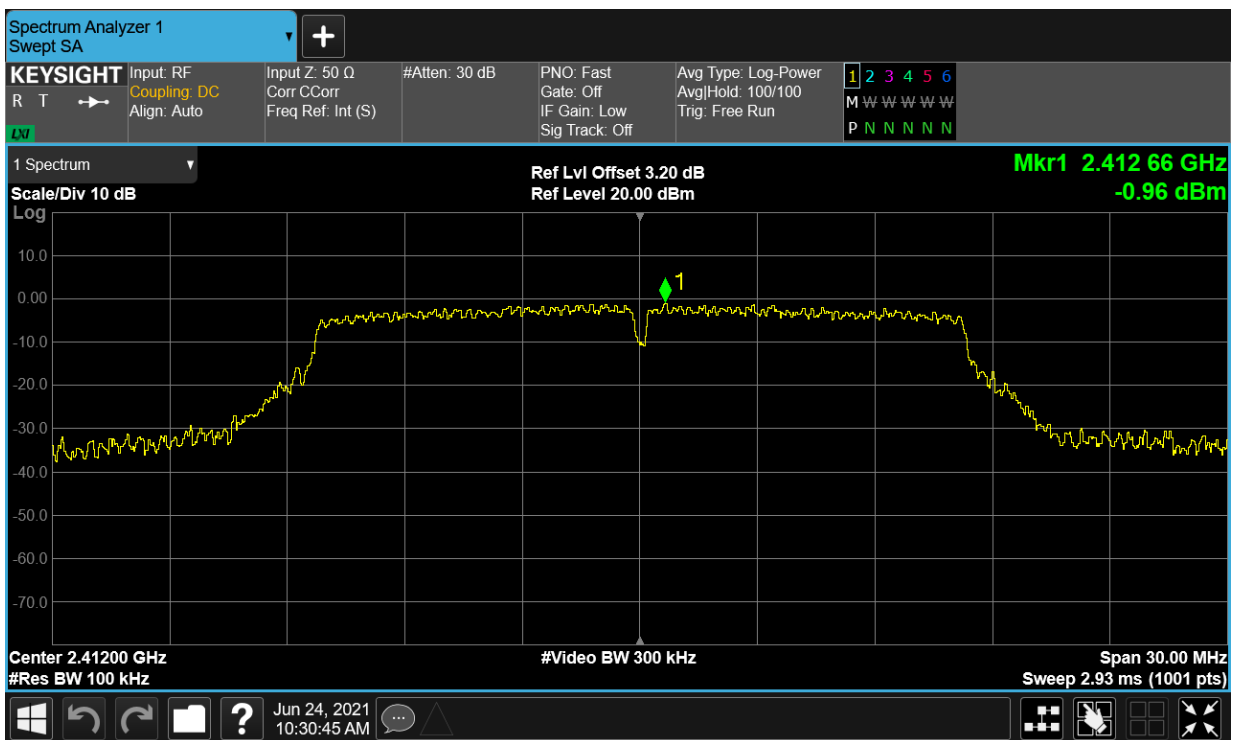 Spectrum Analyzer 1
Swept SA
KEYSIGHT
R T
LXI
Input: RF
Coupling: DC
Align: Auto
Input Z: 50 Ω
Corr CCorr
Freq Ref: Int (S)
#Atten: 30 dB
PNO: Fast
Gate: Off
IF Gain: Low
Sig Track: Off
Avg Type: Log-Power
Avg|Hold: 100/100
Trig: Free Run
1 2 3 4 5 6
M W W W W W
P N N N N N
1 Spectrum
Scale/Div 10 dB
Log
Ref Lvl Offset 3.20 dB
Ref Level 20.00 dBm
Mkr1 2.412 66 GHz
-0.96 dBm
1
10.0
0.00
-10.0
-20.0
-30.0
-40.0
-50.0
-60.0
-70.0
Center 2.41200 GHz
#Res BW 100 kHz
#Video BW 300 kHz
Span 30.00 MHz
Sweep 2.93 ms (1001 pts)
?
Jun 24, 2021
10:30:45 AM